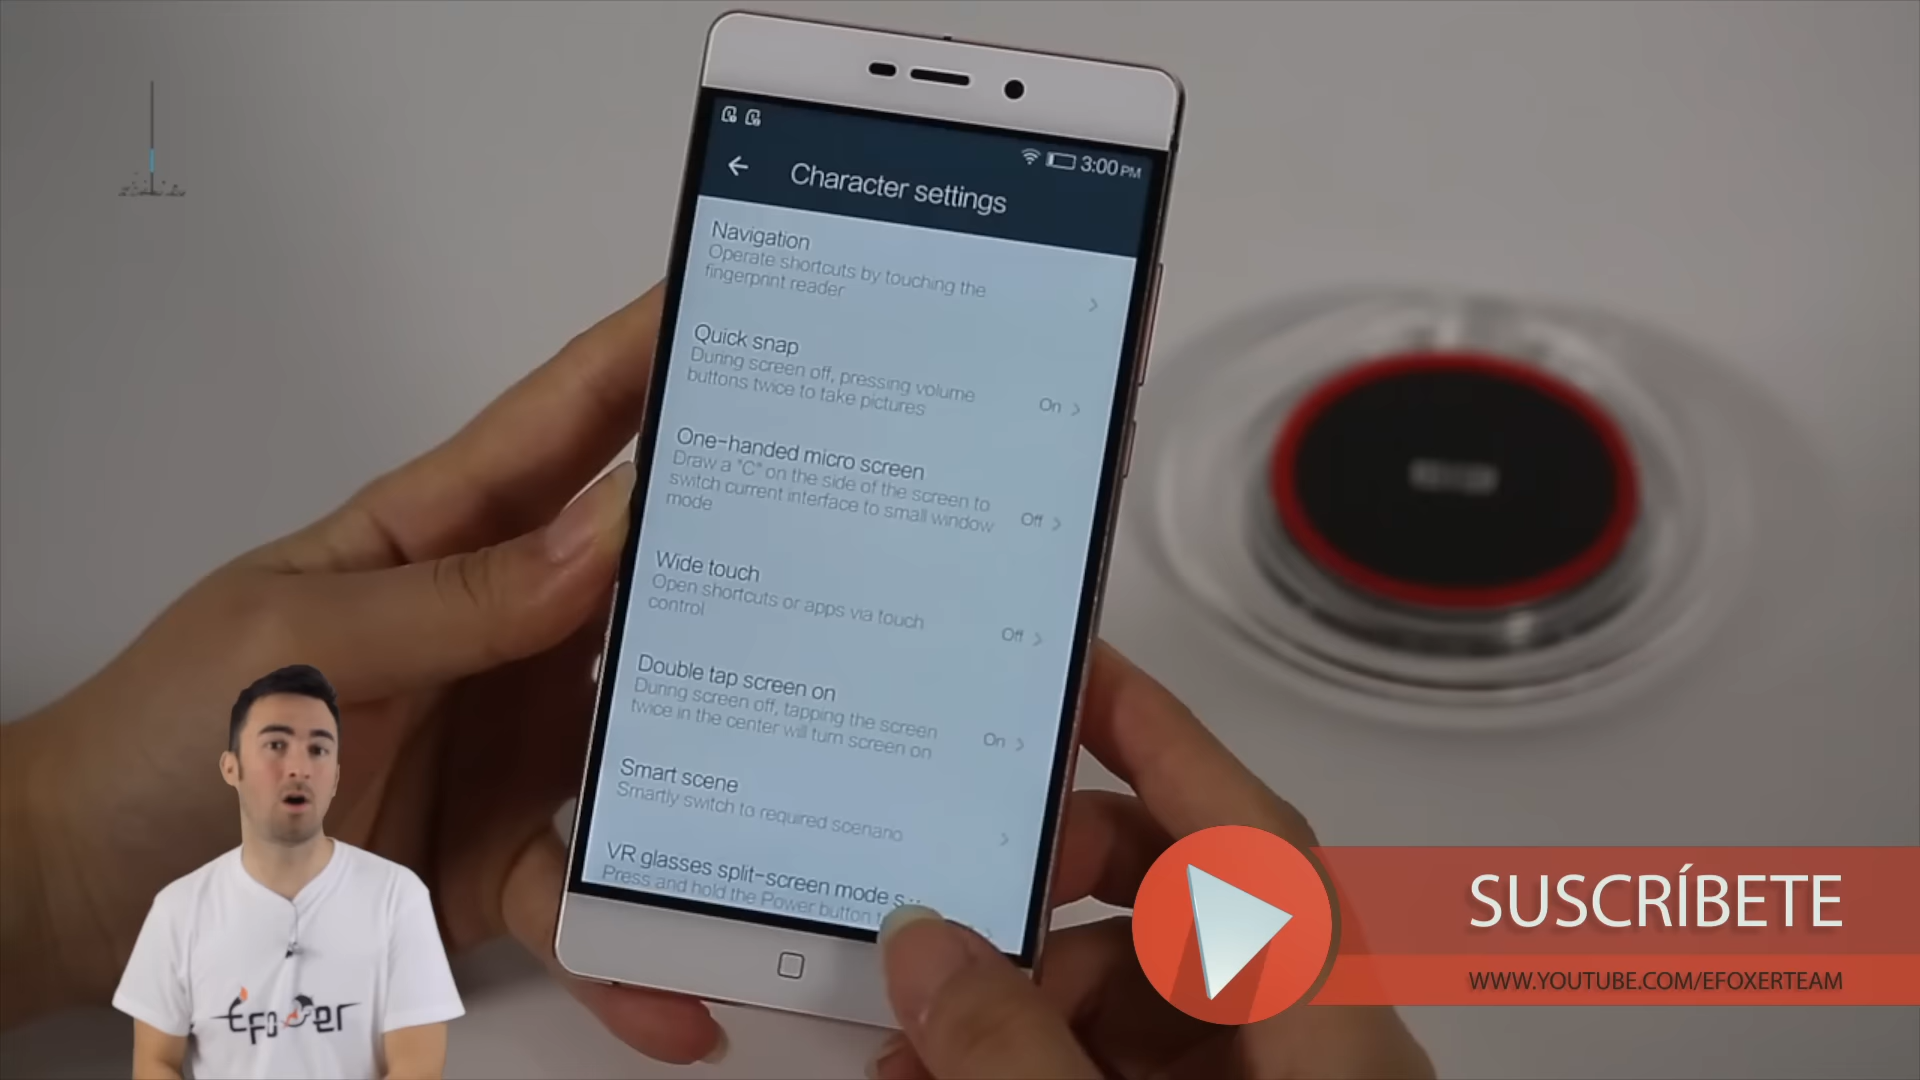 3:00 PM
Character settings
Navigation
Operate shortcuts by touching the
fingerprint reader
Quick snap
During screen off, pressing volume
buttons twice to take pictures
On
One-handed micro screen
Draw a "C" on the side of the screen to
switch current interface to small window
mode
Off
Wide touch
Open shortcuts or apps via touch
control
Off
Double tap screen on
During screen off, tapping the screen
twice in the center will turn screen on
On
Smart scene
Smartly switch to required scenario
VR glasses split-screen mode
Press and hold the Power button
EFOXer
SUSCRÍBETE
WWW.YOUTUBE.COM/EFOXERTEAM